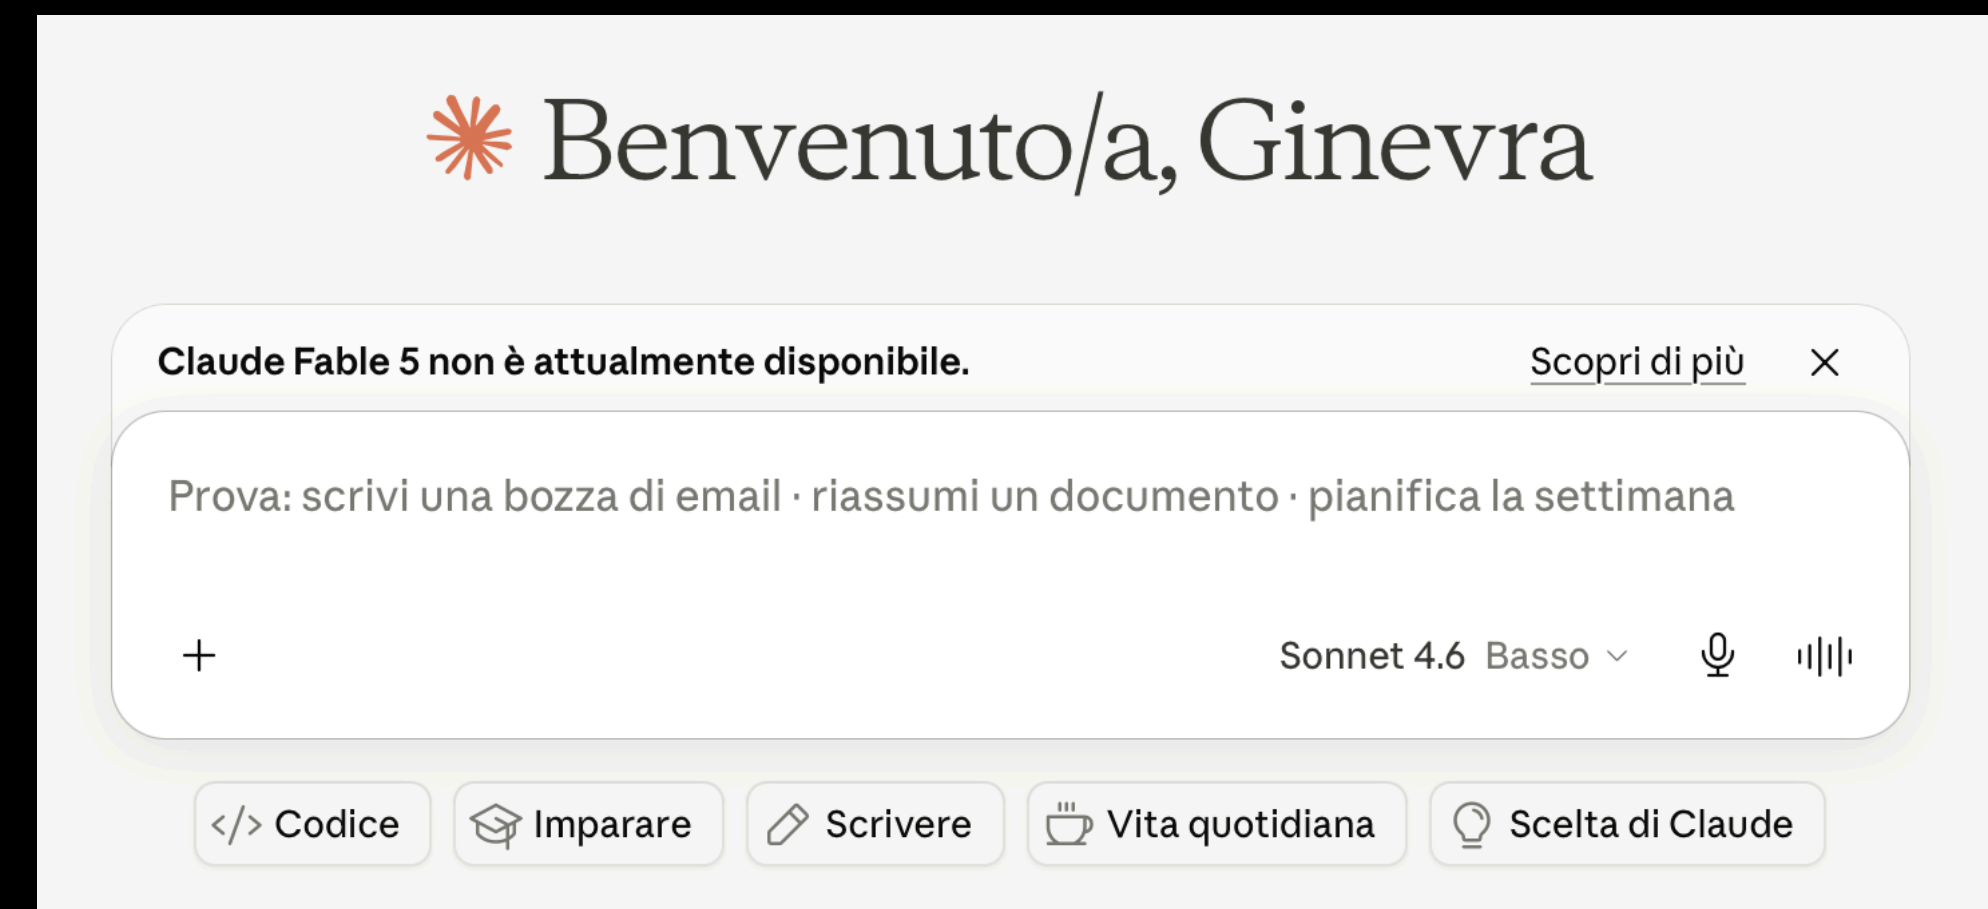 Benvenuto/a, Ginevra
Claude Fable 5 non è attualmente disponibile. Scopri di più
Prova: scrivi una bozza di email · riassumi un documento · pianifica la settimana
Sonnet 4.6 Basso
</> Codice Imparare Scrivere Vita quotidiana Scelta di Claude